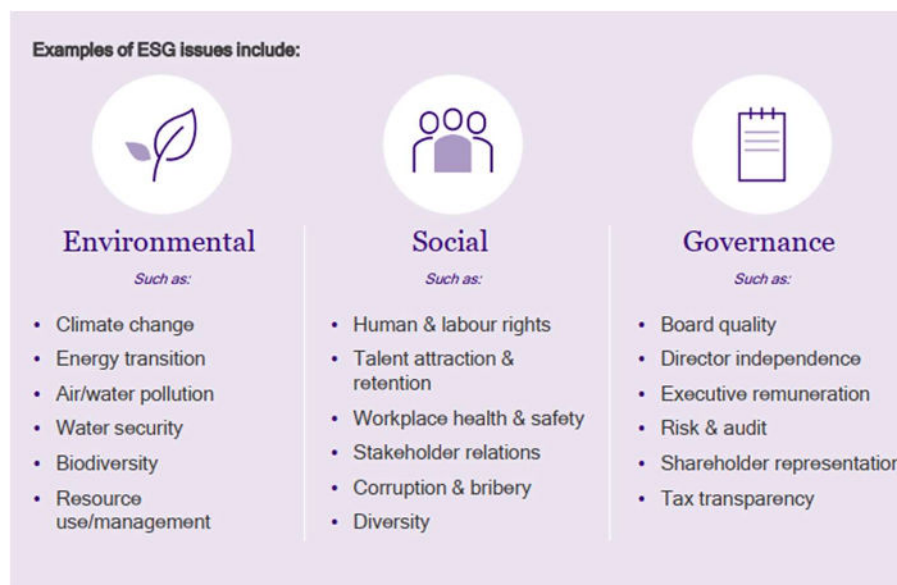 Examples of ESG issues include:
Environmental
Such as:
• Climate change
• Energy transition
• Air/water pollution
• Water security
• Biodiversity
• Resource
use/management
Social
Such as:
• Human & labour rights
• Talent attraction &
retention
• Workplace health & safety
• Stakeholder relations
• Corruption & bribery
• Diversity
Governance
Such as:
• Board quality
• Director independence
• Executive remuneration
• Risk & audit
• Shareholder representation
• Tax transparency